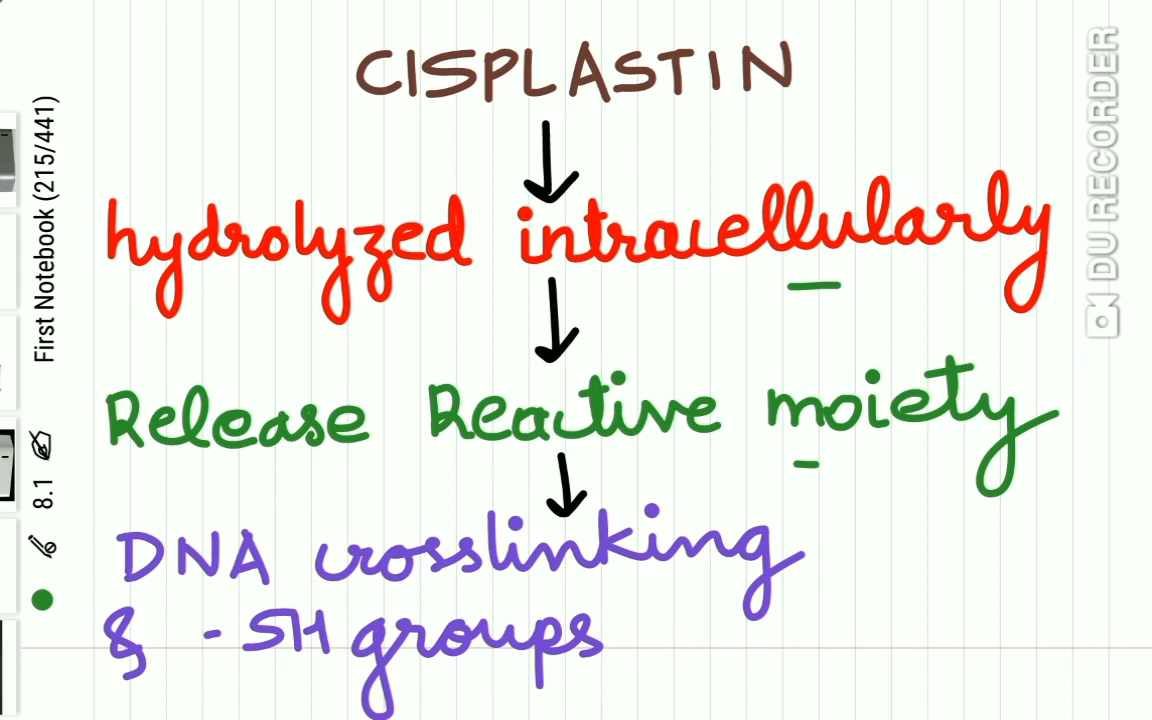 CISPLASTIN
hydrolyzed intracellularly
Release Reactive moiety
DNA crosslinking
& -SH groups
First Notebook (215/441)
8.1
DU RECORDER